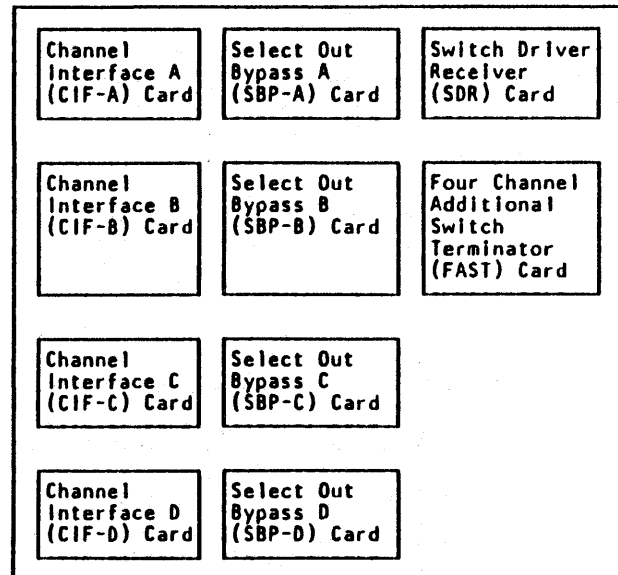 Channel
Interface A
(CIF-A) Card
Select Out
Bypass A
(SBP-A) Card
Switch Driver
Receiver
(SDR) Card
Channel
Interface B
(CIF-B) Card
Select Out
Bypass B
(SBP-B) Card
Four Channel
Additional
Switch
Terminator
(FAST) Card
Channel
Interface C
(CIF-C) Card
Select Out
Bypass C
(SBP-C) Card
Channel
Interface D
(CIF-D) Card
Select Out
Bypass D
(SBP-D) Card